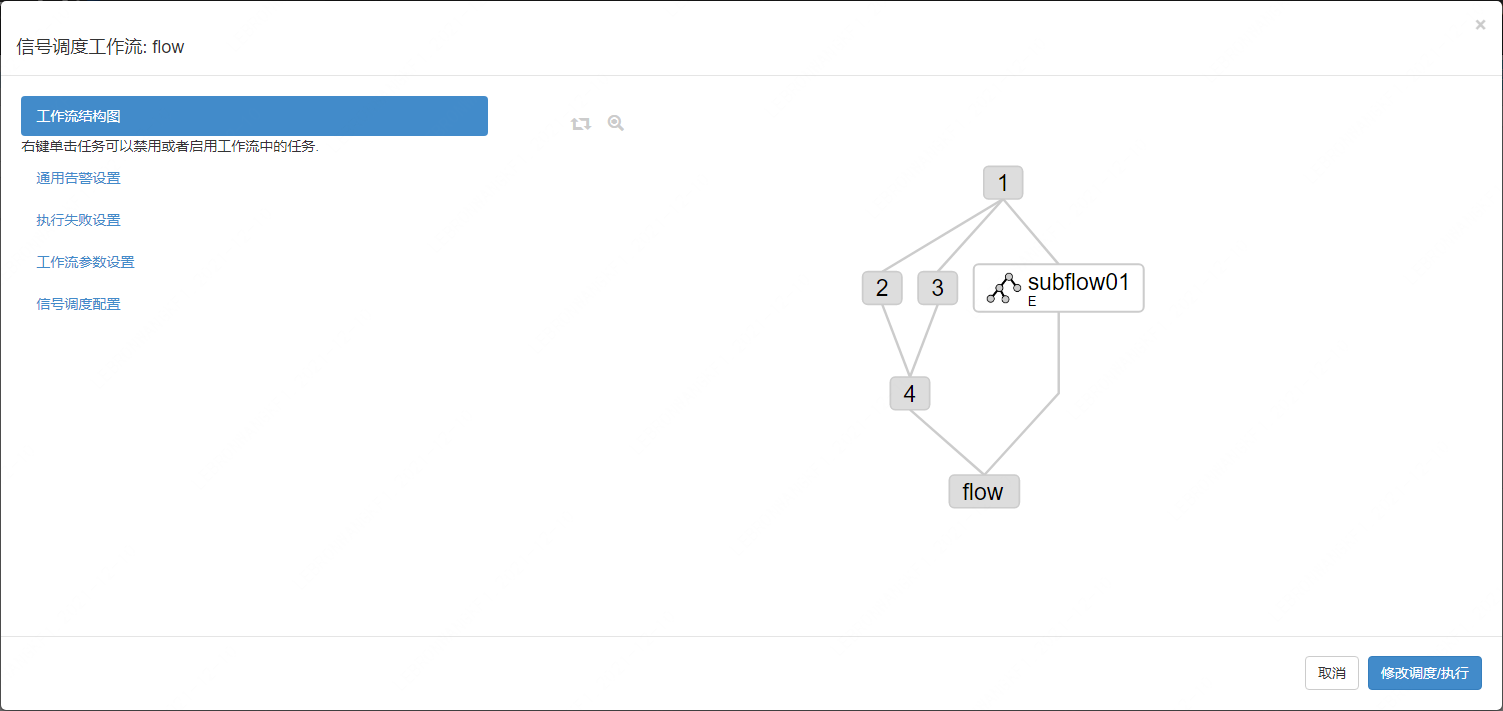 ×
信号调度工作流: flow
工作流结构图
右键单击任务可以禁用或者启用工作流中的任务.
通用告警设置
执行失败设置
工作流参数设置
信号调度配置
1
2
3
subflow01
E
4
flow
取消
修改调度/执行